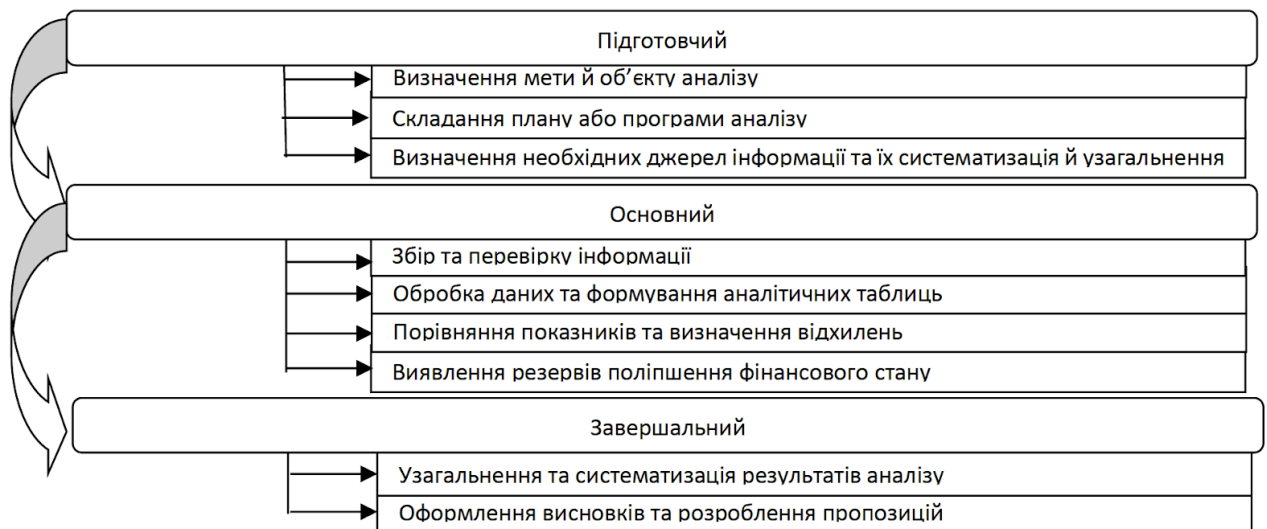 Підготовчий
Визначення мети й об’єкту аналізу
Складання плану або програми аналізу
Визначення необхідних джерел інформації та їх систематизація й узагальнення
Основний
Збір та перевірку інформації
Обробка даних та формування аналітичних таблиць
Порівняння показників та визначення відхилень
Виявлення резервів поліпшення фінансового стану
Завершальний
Узагальнення та систематизація результатів аналізу
Оформлення висновків та розроблення пропозицій